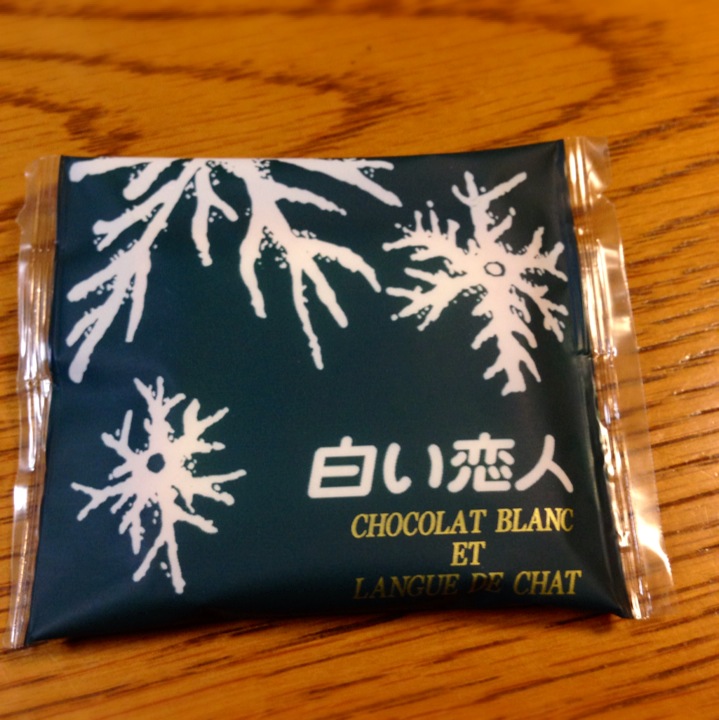 白い恋人
CHOCOLAT BLANC
ET
LANGUE DE CHAT